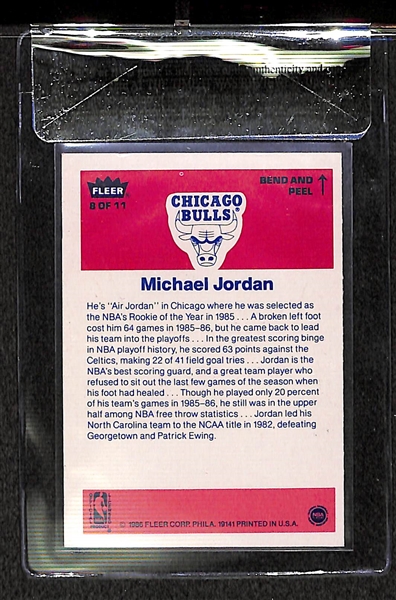 authenticity and
FLEER
8 OF 11
BEND AND
PEEL
CHICAGO
BULLS
Michael Jordan
He's "Air Jordan" in Chicago where he was selected as
the NBA's Rookie of the Year in 1985 . . . A broken left foot
cost him 64 games in 1985–86, but he came back to lead
his team into the playoffs . . . In the greatest scoring binge
in NBA playoff history, he scored 63 points against the
Celtics, making 22 of 41 field goal tries . . . Jordan is the
NBA's best scoring guard, and a great team player who
refused to sit out the last few games of the season when
his foot had healed . . . Though he played only 20 percent
of his team's games in 1985–86, he still was in the upper
half among NBA free throw statistics . . . Jordan led his
North Carolina team to the NCAA title in 1982, defeating
Georgetown and Patrick Ewing.
© 1986 FLEER CORP. PHILA. 19141 PRINTED IN U.S.A.
NBA